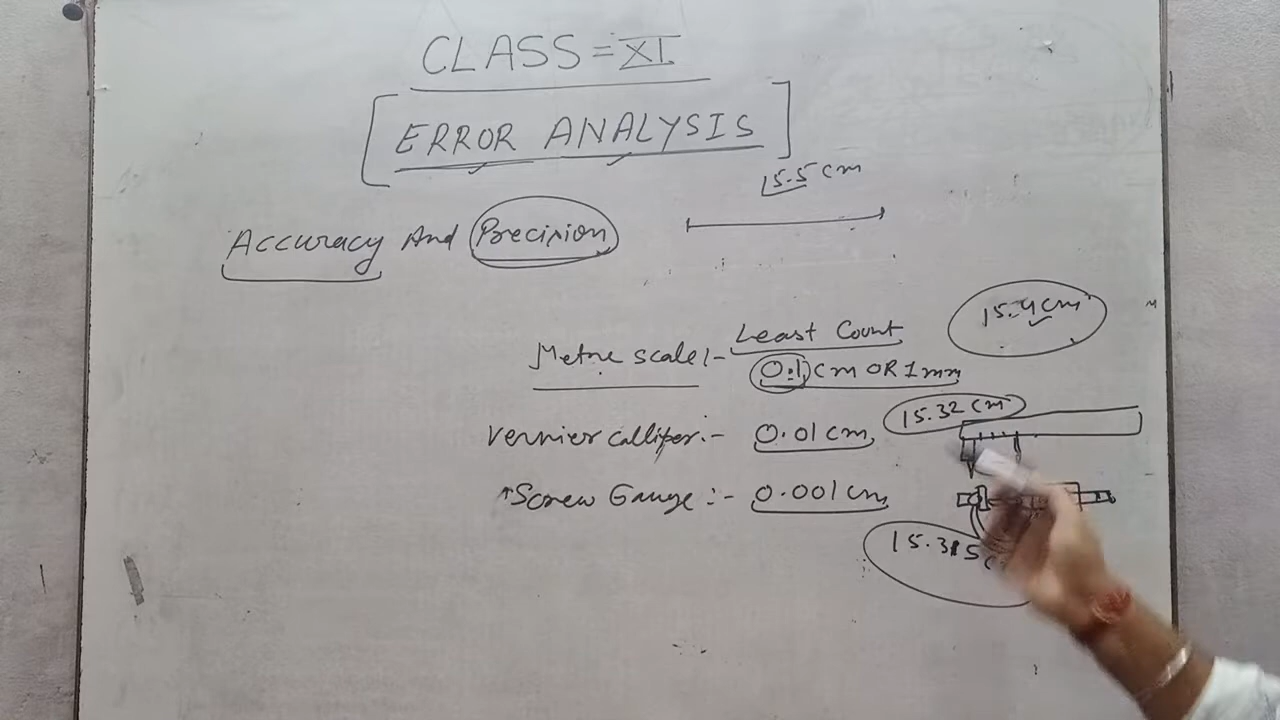 CLASS = XI
[ERROR ANALYSIS]
15.5 cm
Accuracy And Precision
15.4 cm
Least Count
Metric scale :- 0.1 cm OR 1 mm
15.32 cm
Vernier calliper :- 0.01 cm
Screw Gauge :- 0.001 cm